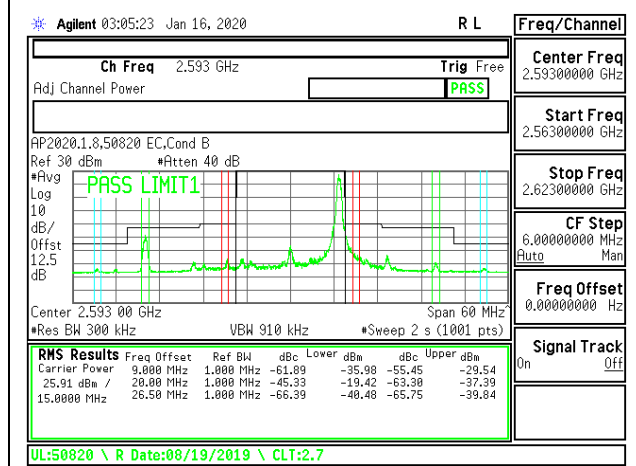 Agilent 03:05:23 Jan 16, 2020 R L
Freq/Channel
Ch Freq 2.593 GHz Trig Free
Adj Channel Power PASS
Center Freq
2.59300000 GHz
Start Freq
2.56300000 GHz
Stop Freq
2.62300000 GHz
CF Step
6.00000000 MHz
Auto Man
Freq Offset
0.00000000 Hz
Signal Track
On Off
AP2020.1.8,50820 EC,Cond B
Ref 30 dBm #Atten 40 dB
#Avg
Log
10
dB/
Offst
12.5
dB
PASS LIMIT1
Center 2.593 00 GHz Span 60 MHz^
#Res BW 300 kHz VBW 910 kHz #Sweep 2 s (1001 pts)
RMS Results Freq Offset Ref BW dBc Lower dBm dBc Upper dBm
Carrier Power 9.000 MHz 1.000 MHz -61.89 -35.98 -55.45 -29.54
25.91 dBm / 20.00 MHz 1.000 MHz -45.33 -19.42 -63.30 -37.39
15.0000 MHz 26.50 MHz 1.000 MHz -66.39 -40.48 -65.75 -39.84
UL:50820 \ R Date:08/19/2019 \ CLT:2.7